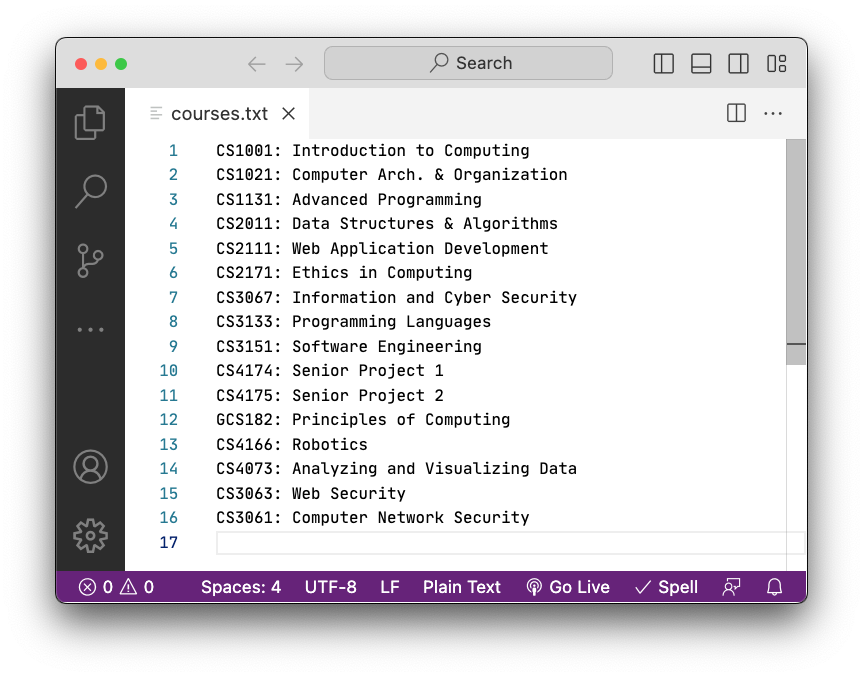 Search
courses.txt
1 CS1001: Introduction to Computing
2 CS1021: Computer Arch. & Organization
3 CS1131: Advanced Programming
4 CS2011: Data Structures & Algorithms
5 CS2111: Web Application Development
6 CS2171: Ethics in Computing
7 CS3067: Information and Cyber Security
8 CS3133: Programming Languages
9 CS3151: Software Engineering
10 CS4174: Senior Project 1
11 CS4175: Senior Project 2
12 GCS182: Principles of Computing
13 CS4166: Robotics
14 CS4073: Analyzing and Visualizing Data
15 CS3063: Web Security
16 CS3061: Computer Network Security
17
0 0 Spaces: 4 UTF-8 LF Plain Text Go Live Spell